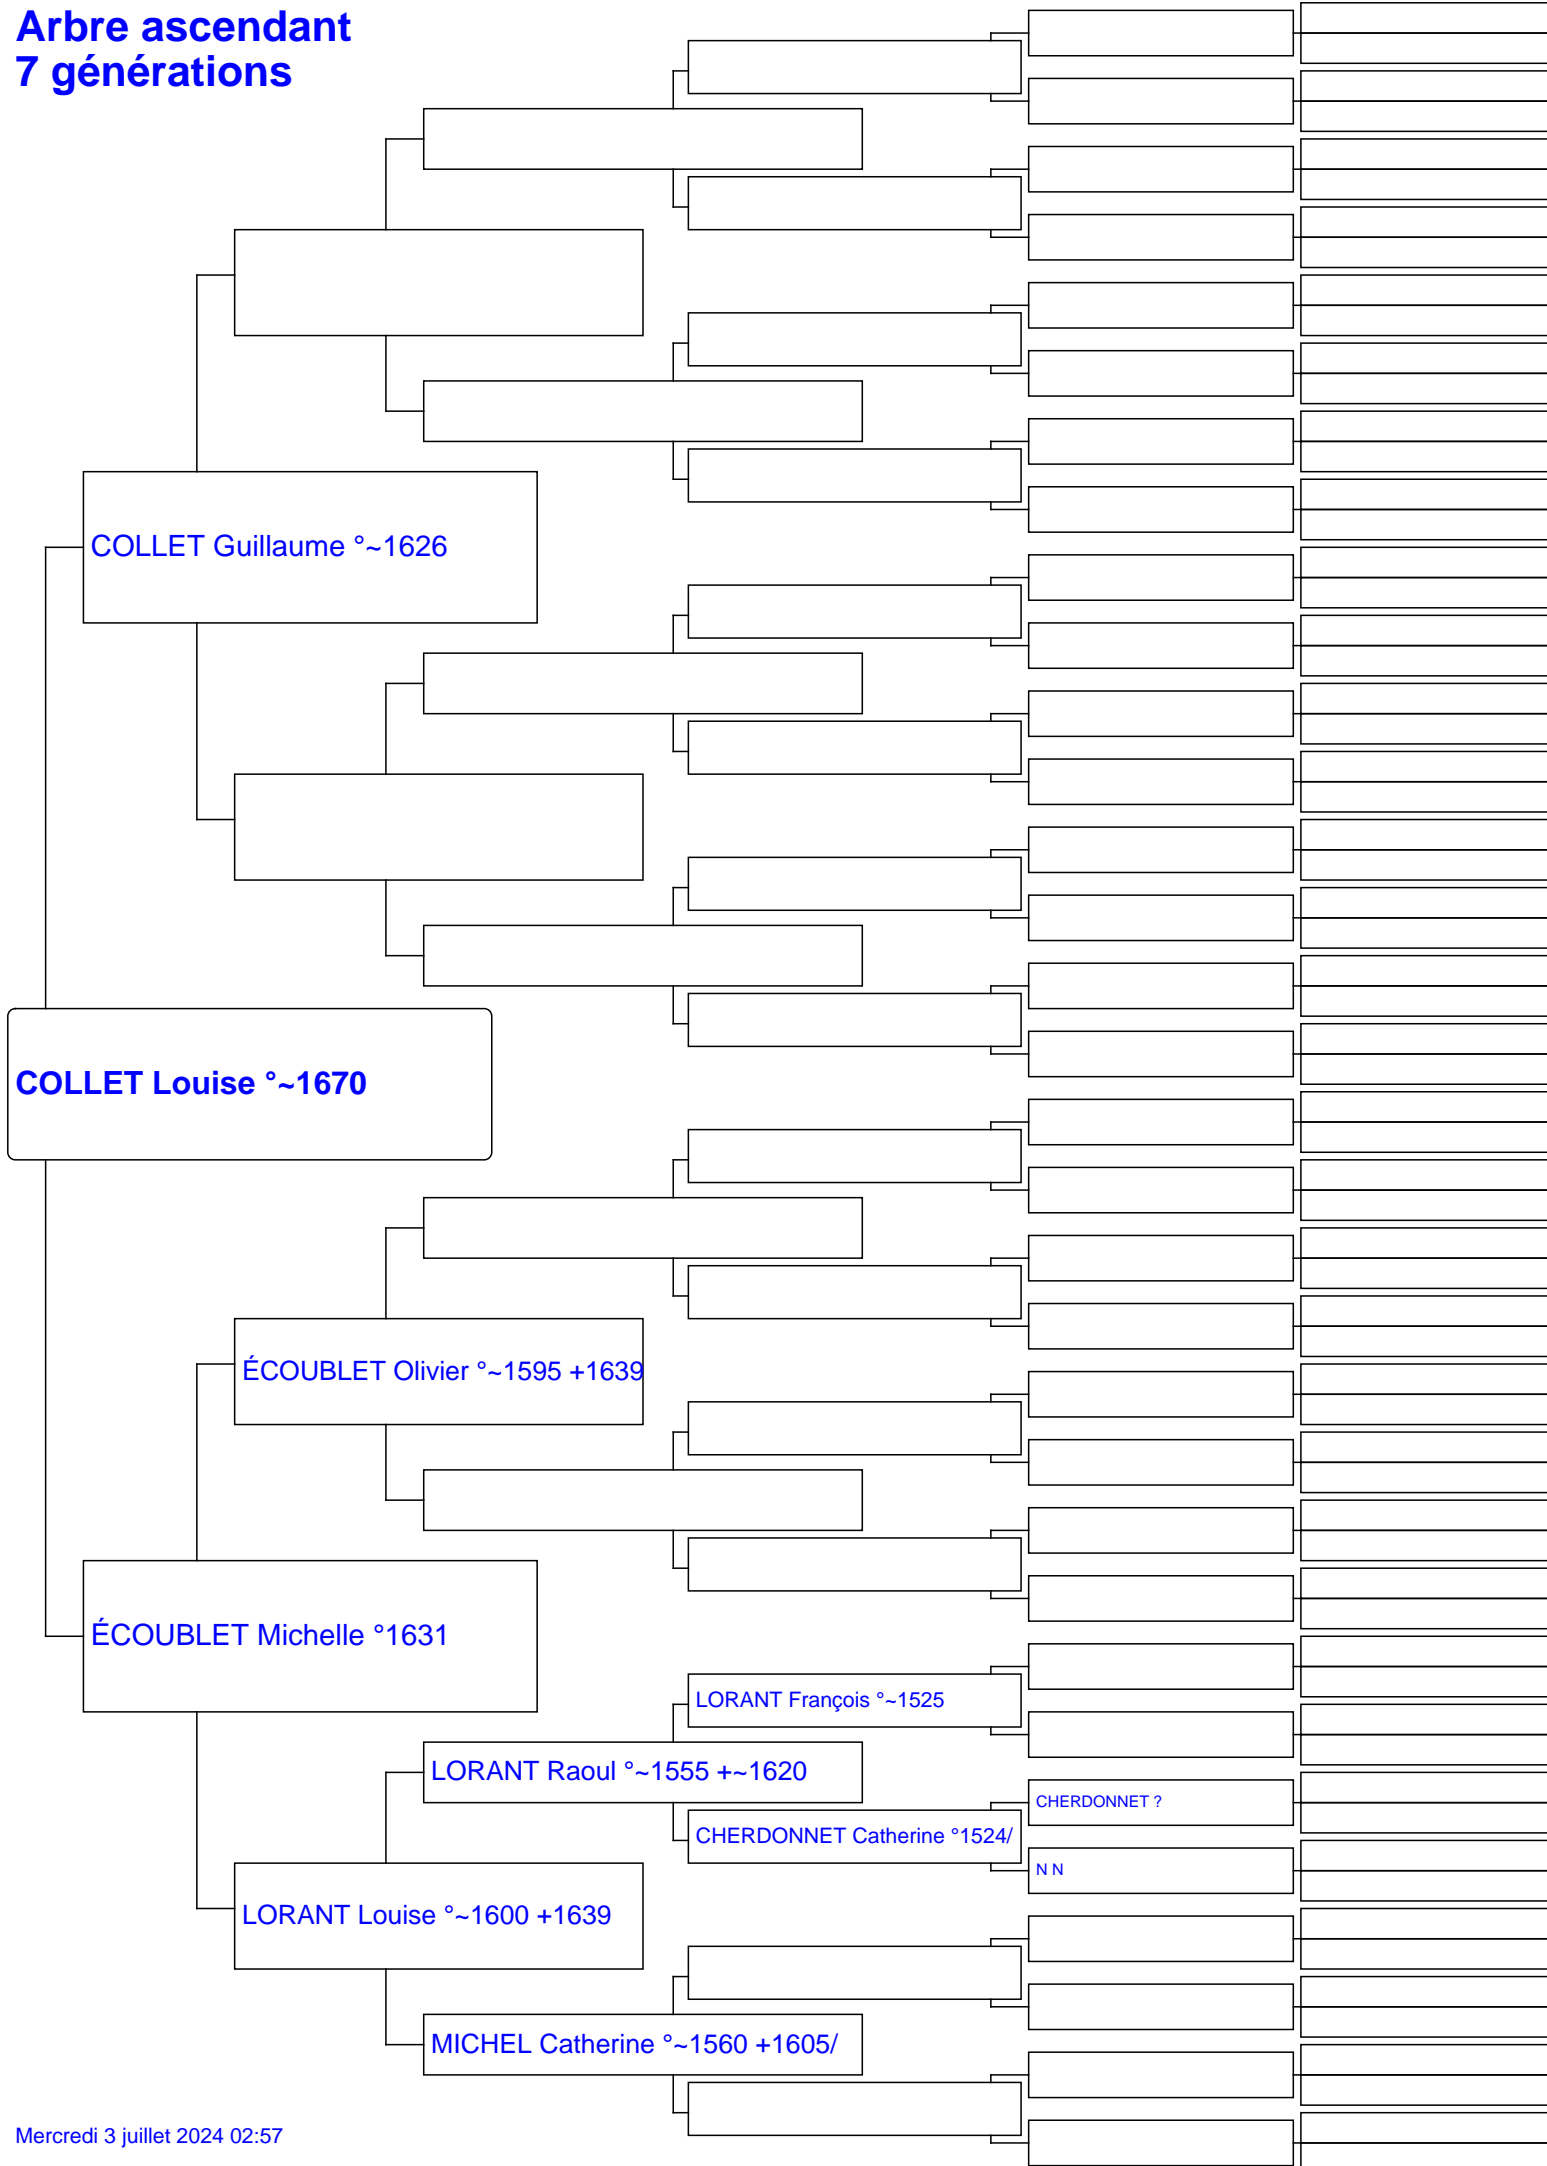 Arbre ascendant
7 générations
COLLET Guillaume °~1626
COLLET Louise °~1670
ÉCOUBLET Olivier °~1595 +1639
ÉCOUBLET Michelle °1631
LORANT François °~1525
LORANT Raoul °~1555 +~1620
CHERDONNET ?
CHERDONNET Catherine °1524/
N N
LORANT Louise °~1600 +1639
MICHEL Catherine °~1560 +1605/
Mercredi 3 juillet 2024 02:57